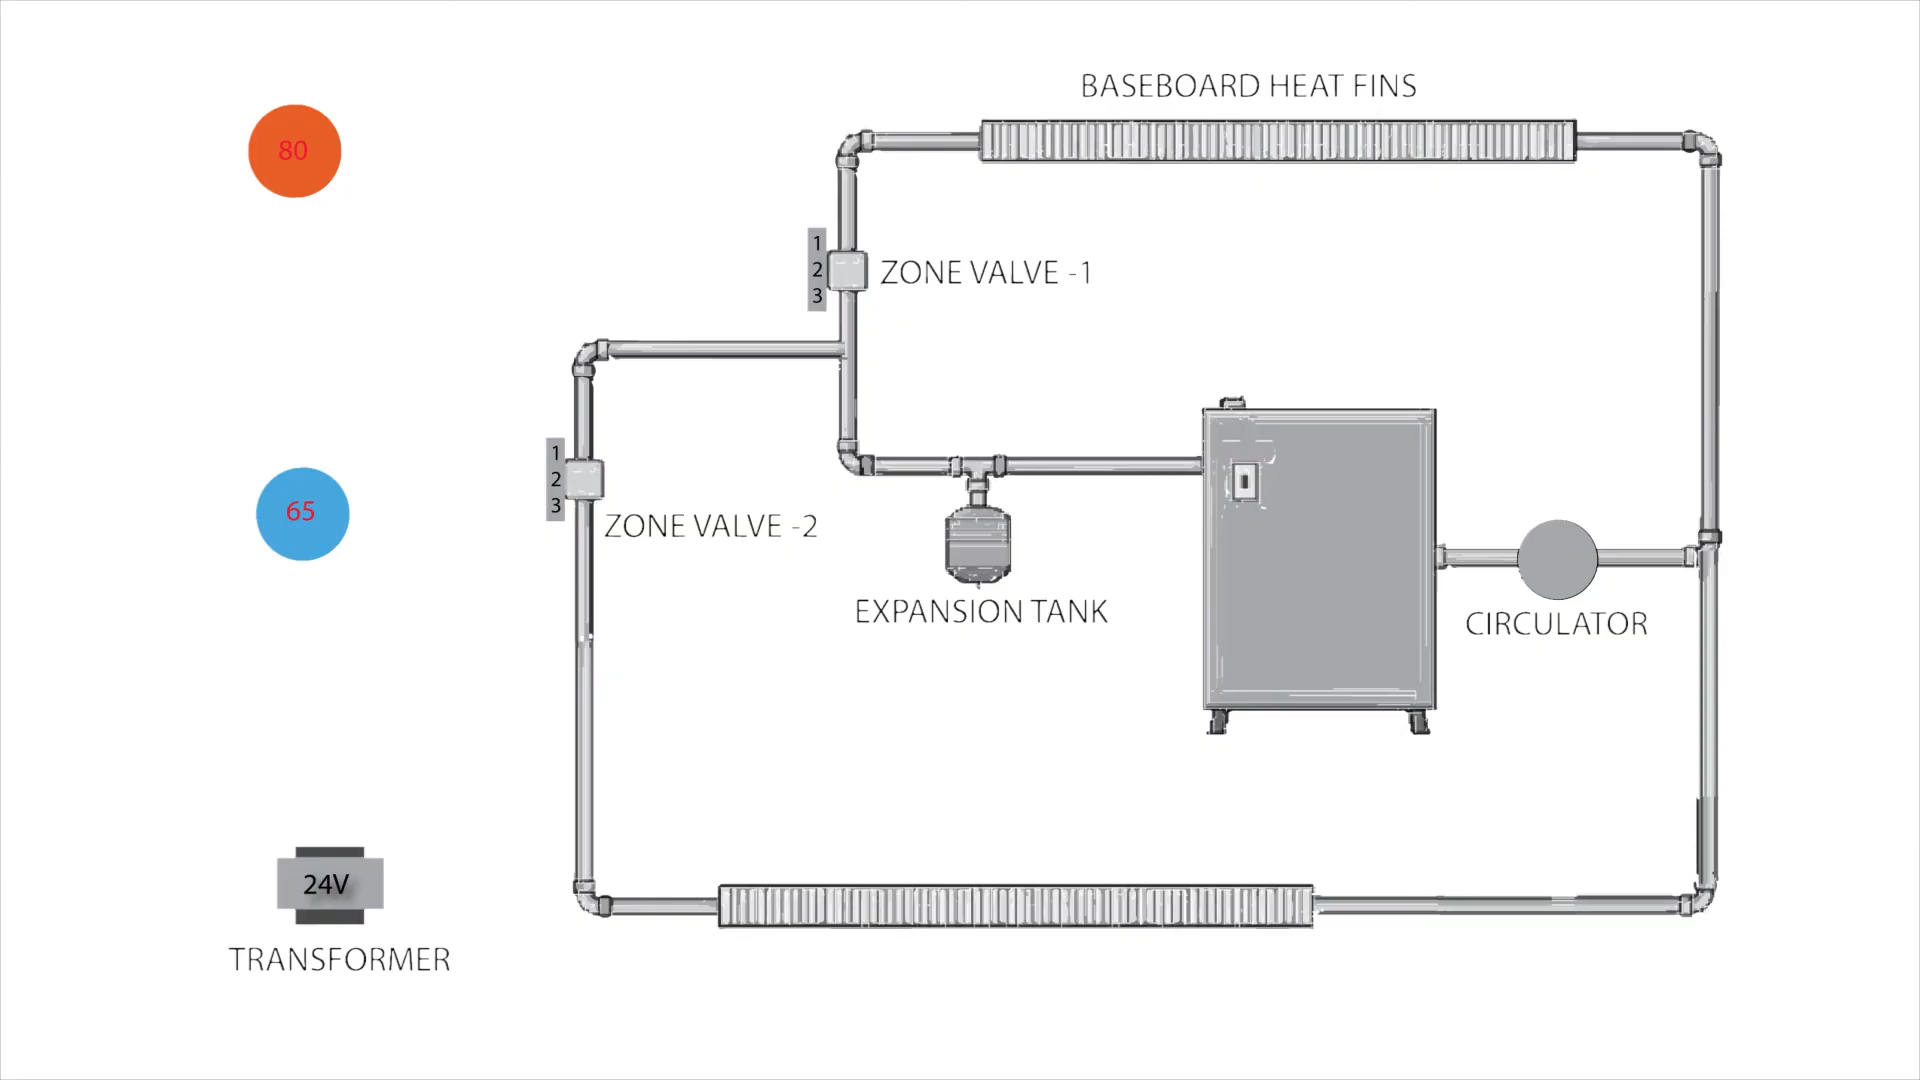 BASEBOARD HEAT FINS
80
1
2
3
ZONE VALVE -1
1
2
3
65
ZONE VALVE -2
EXPANSION TANK
CIRCULATOR
24V
TRANSFORMER